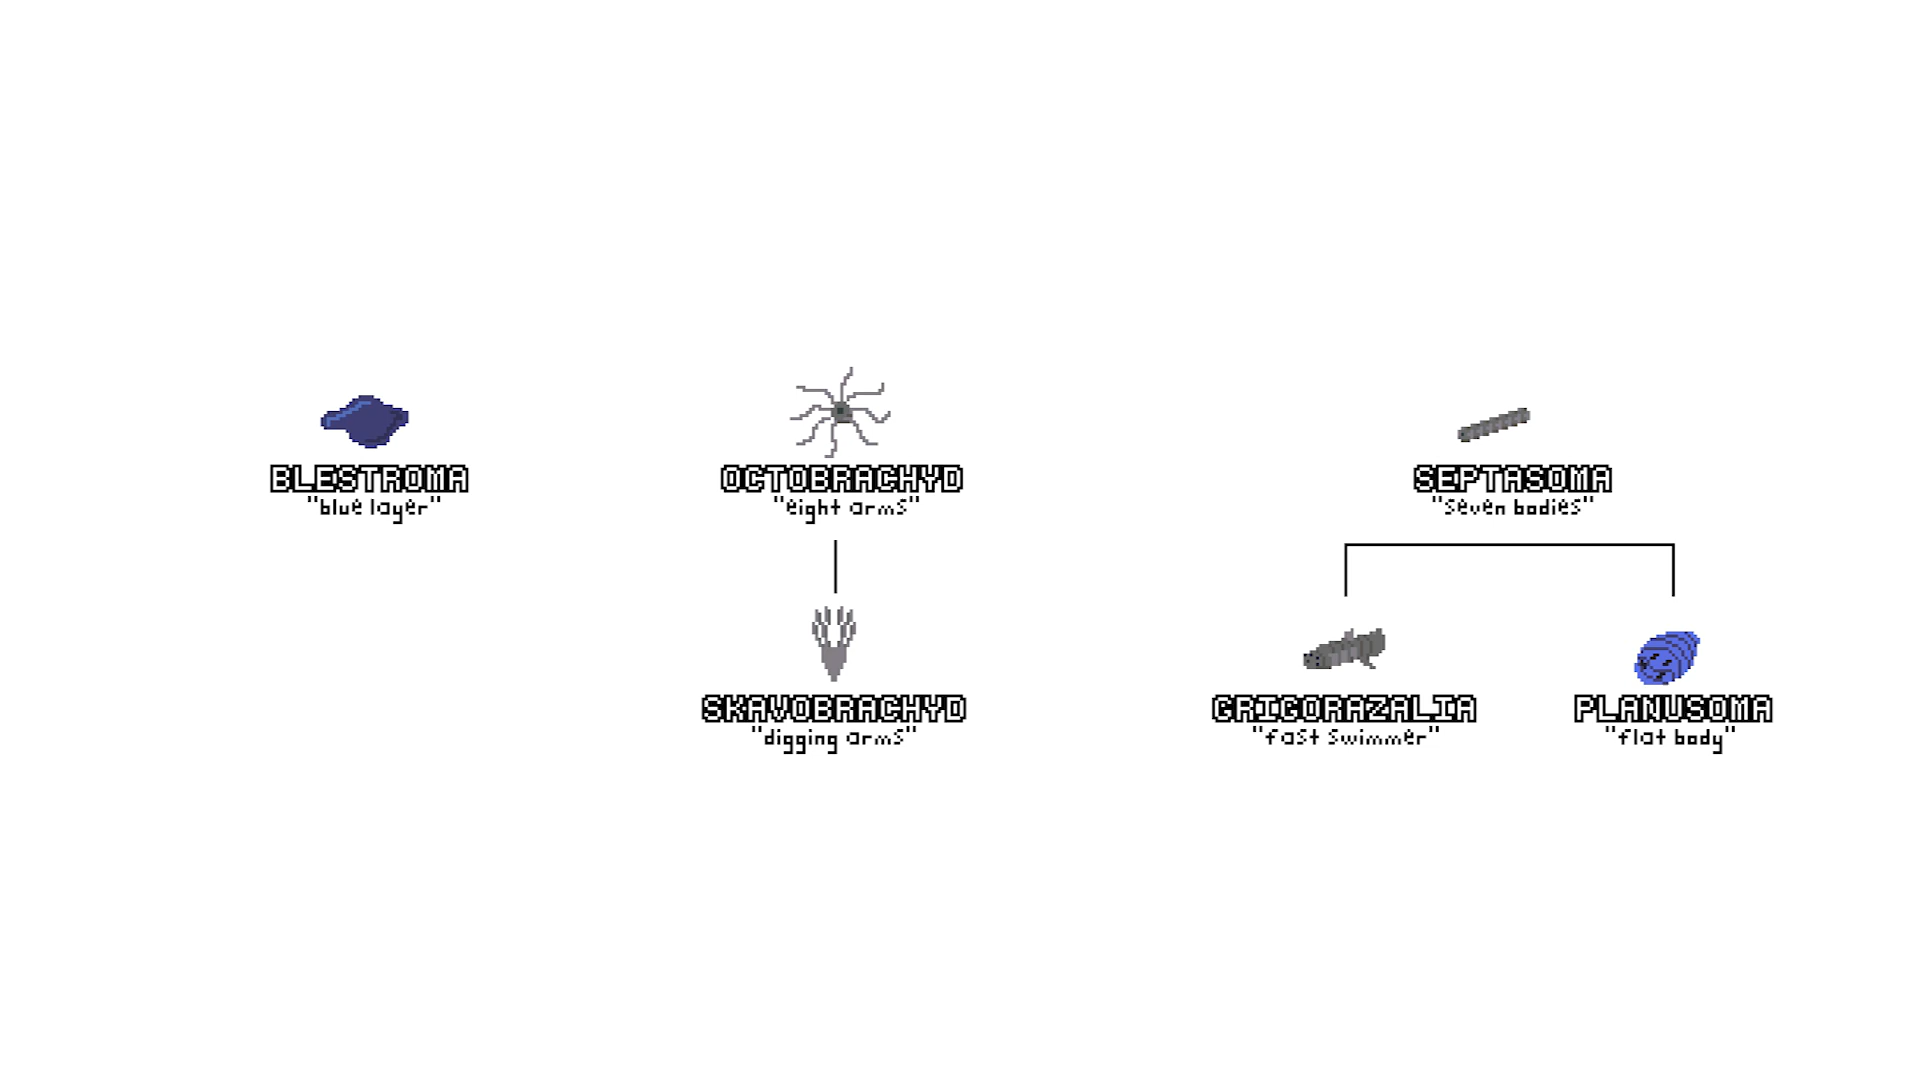 BLESTROMA
"blue layer"
OCTOBRACHYD
"eight arms"
SEPTASOMA
"seven bodies"
SKAVOBRACHYD
"digging arms"
GRIGORAZALIA
"fast swimmer"
PLANUSOMA
"flat body"